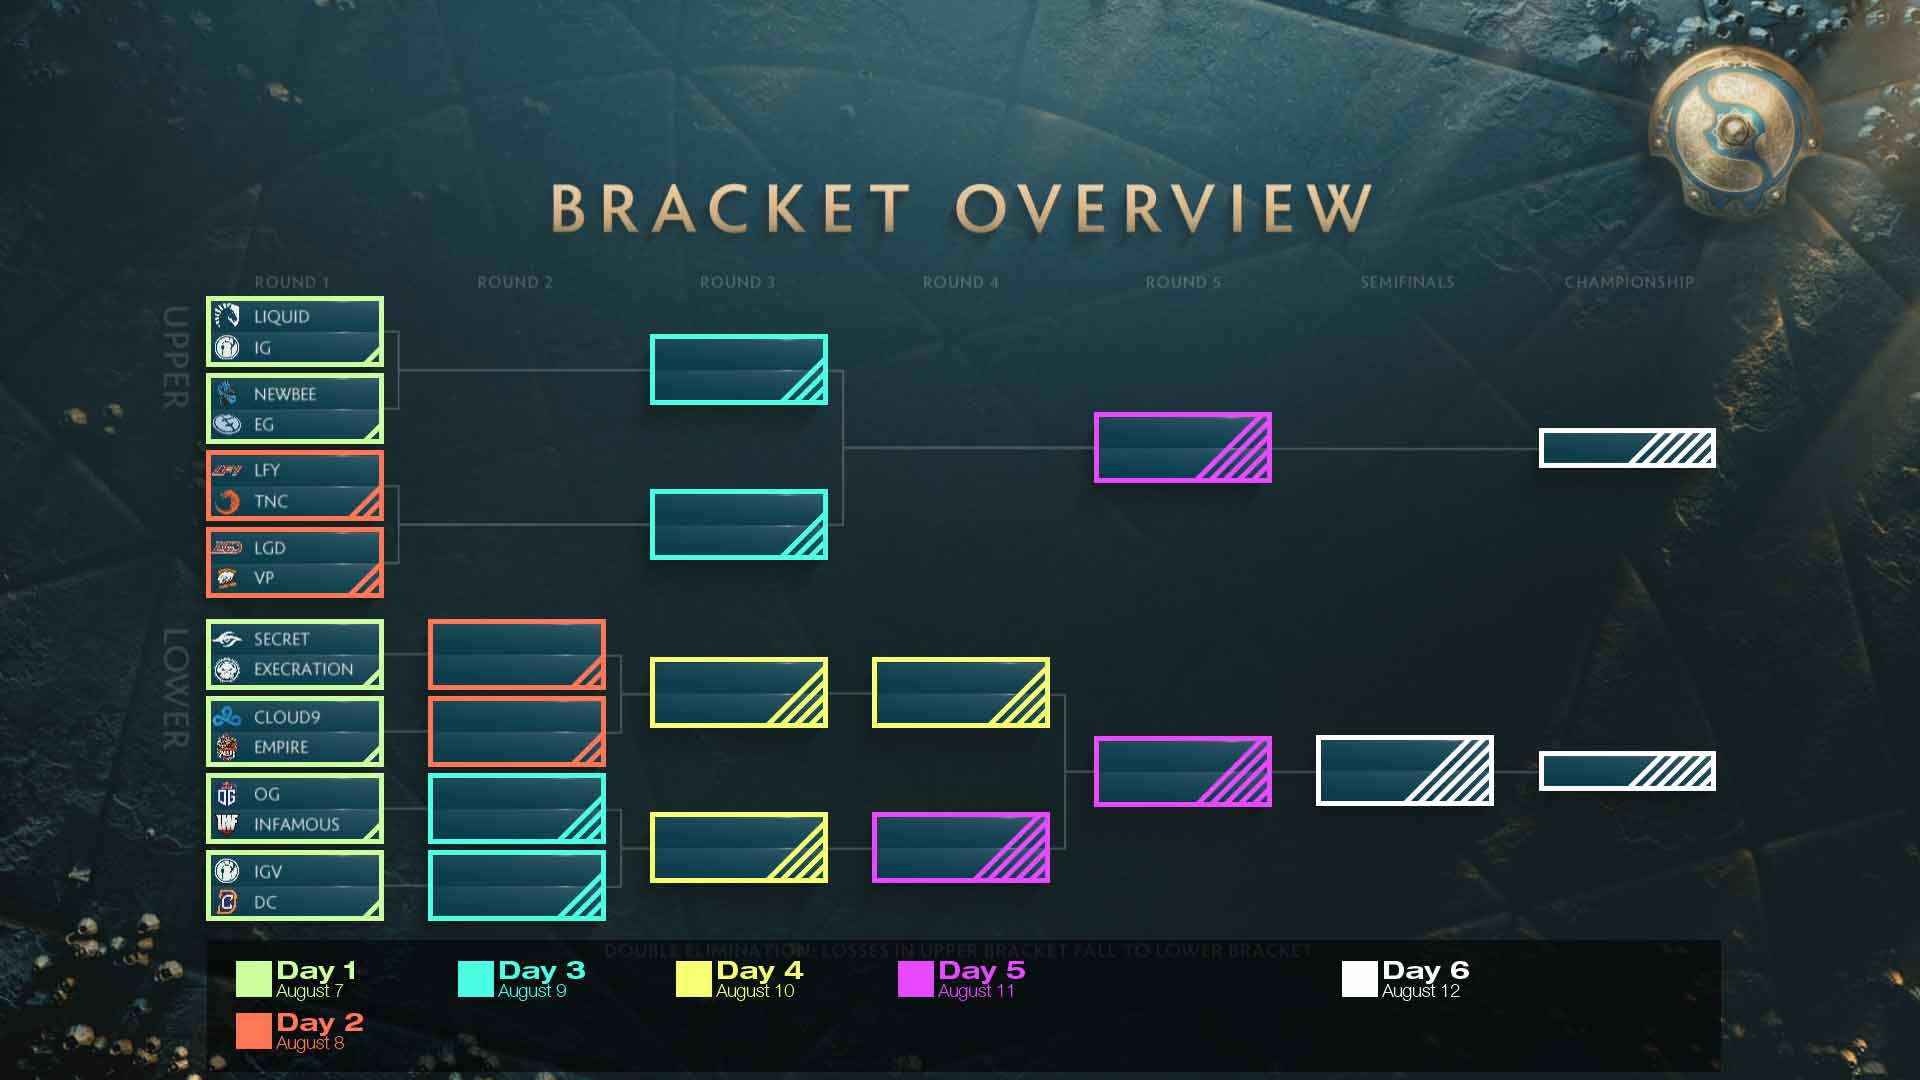 BRACKET OVERVIEW
ROUND 1 ROUND 2 ROUND 3 ROUND 4 ROUND 5 SEMIFINALS CHAMPIONSHIP
UPPER
LIQUID
IG
NEWBEE
EG
LFY
TNC
LGD
VP
LOWER
SECRET
EXECRATION
CLOUD9
EMPIRE
OG
INFAMOUS
IGV
DC
DOUBLE ELIMINATION: LOSSES IN UPPER BRACKET FALL TO LOWER BRACKET
Day 1
August 7
Day 3
August 9
Day 4
August 10
Day 5
August 11
Day 6
August 12
Day 2
August 8